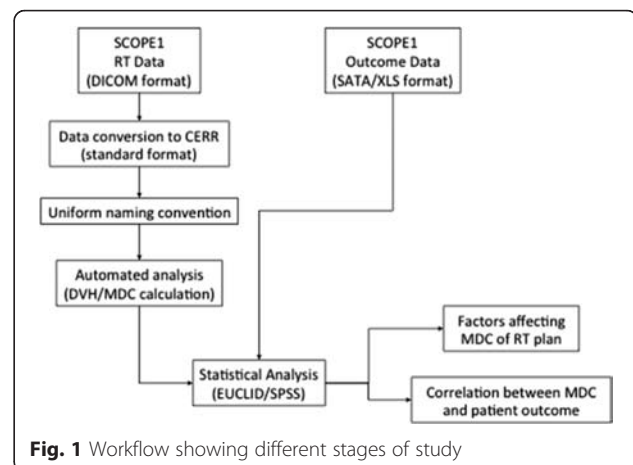 SCOPE1
RT Data
(DICOM format)
SCOPE1
Outcome Data
(SATA/XLS format)
Data conversion to CERR
(standard format)
Uniform naming convention
Automated analysis
(DVH/MDC calculation)
Statistical Analysis
(EUCLID/SPSS)
Factors affecting
MDC of RT plan
Correlation between MDC
and patient outcome
Fig. 1 Workflow showing different stages of study